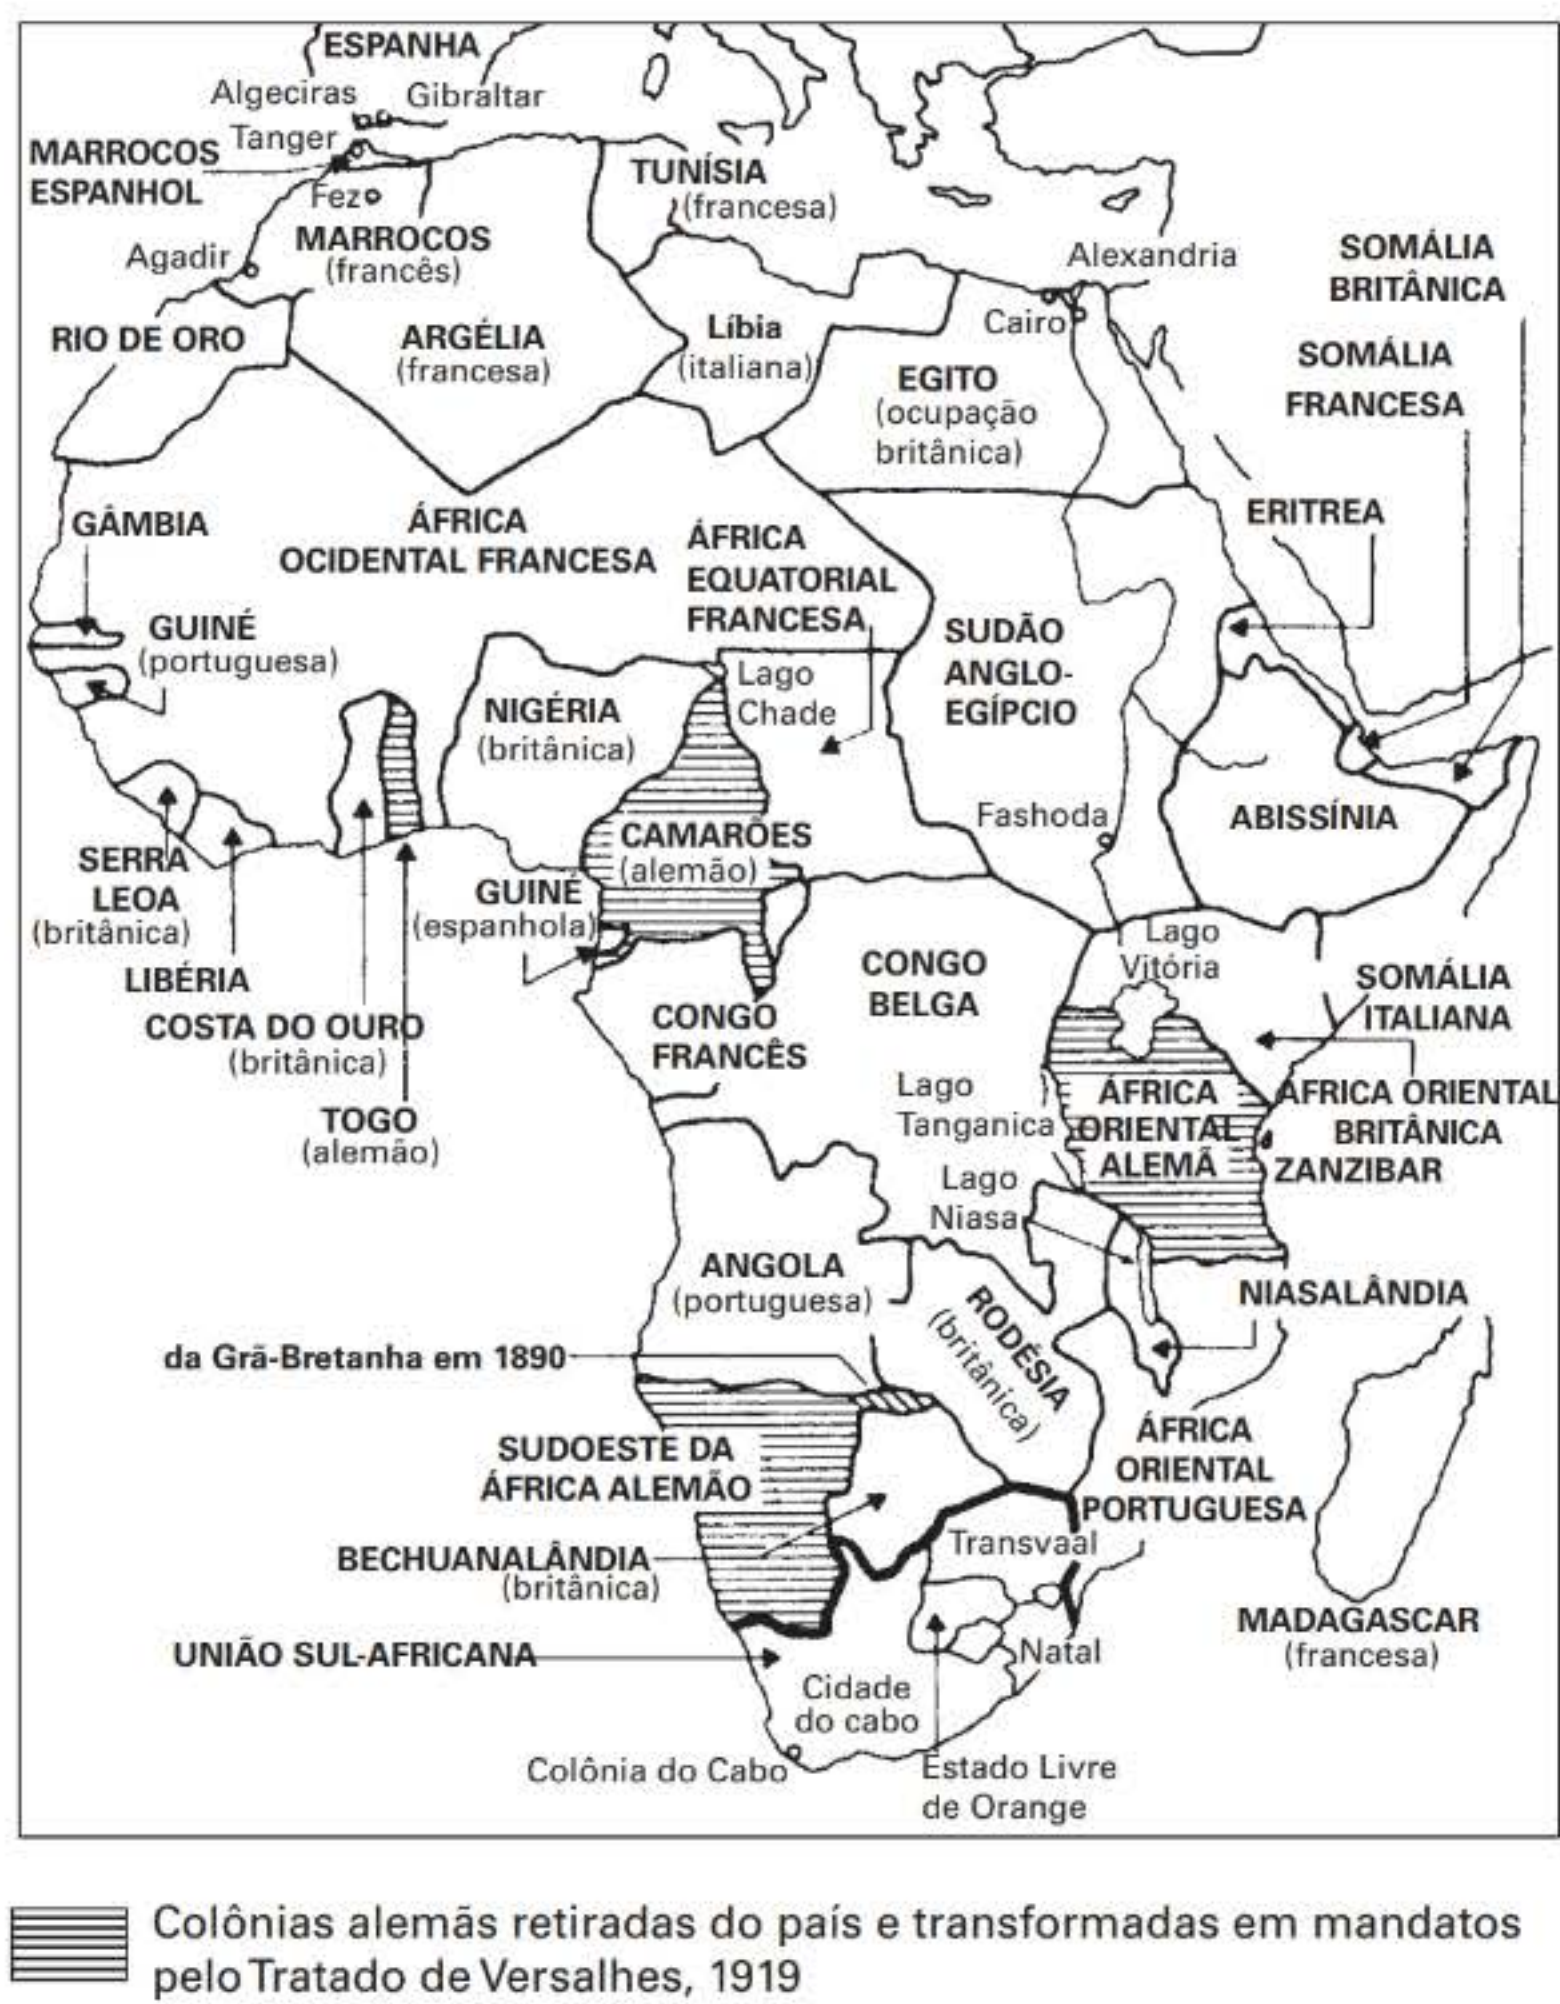 ESPANHA
Algeciras
Gibraltar
Tanger
MARROCOS
ESPANHOL
Fez
TUNÍSIA
(francesa)
MARROCOS
(francês)
Agadir
Alexandria
SOMÁLIA
BRITÂNICA
RIO DE ORO
ARGÉLIA
(francesa)
Líbia
(italiana)
Cairo
EGITO
(ocupação
britânica)
SOMÁLIA
FRANCESA
GÂMBIA
ÁFRICA
OCIDENTAL FRANCESA
ÁFRICA
EQUATORIAL
FRANCESA
ERITREA
GUINÉ
(portuguesa)
SUDÃO
ANGLO-
EGÍPCIO
NIGÉRIA
(britânica)
Lago
Chade
Fashoda
ABISSÍNIA
CAMARÕES
(alemão)
SERRA
LEOA
(britânica)
GUINÉ
(espanhola)
LIBÉRIA
COSTA DO OURO
(britânica)
TOGO
(alemão)
CONGO
FRANCÊS
CONGO
BELGA
Lago
Vitória
SOMÁLIA
ITALIANA
Lago
Tanganica
ÁFRICA
ORIENTAL
ALEMÃ
ÁFRICA ORIENTAL
BRITÂNICA
ZANZIBAR
Lago
Niasa
ANGOLA
(portuguesa)
RODÉSIA
(britânica)
NIASALÂNDIA
da Grã-Bretanha em 1890
SUDOESTE DA
ÁFRICA ALEMÃO
ÁFRICA
ORIENTAL
PORTUGUESA
BECHUANALÂNDIA
(britânica)
Transvaal
MADAGASCAR
(francesa)
UNIÃO SUL-AFRICANA
Natal
Cidade
do cabo
Colônia do Cabo
Estado Livre
de Orange
Colônias alemãs retiradas do país e transformadas em mandatos
pelo Tratado de Versalhes, 1919